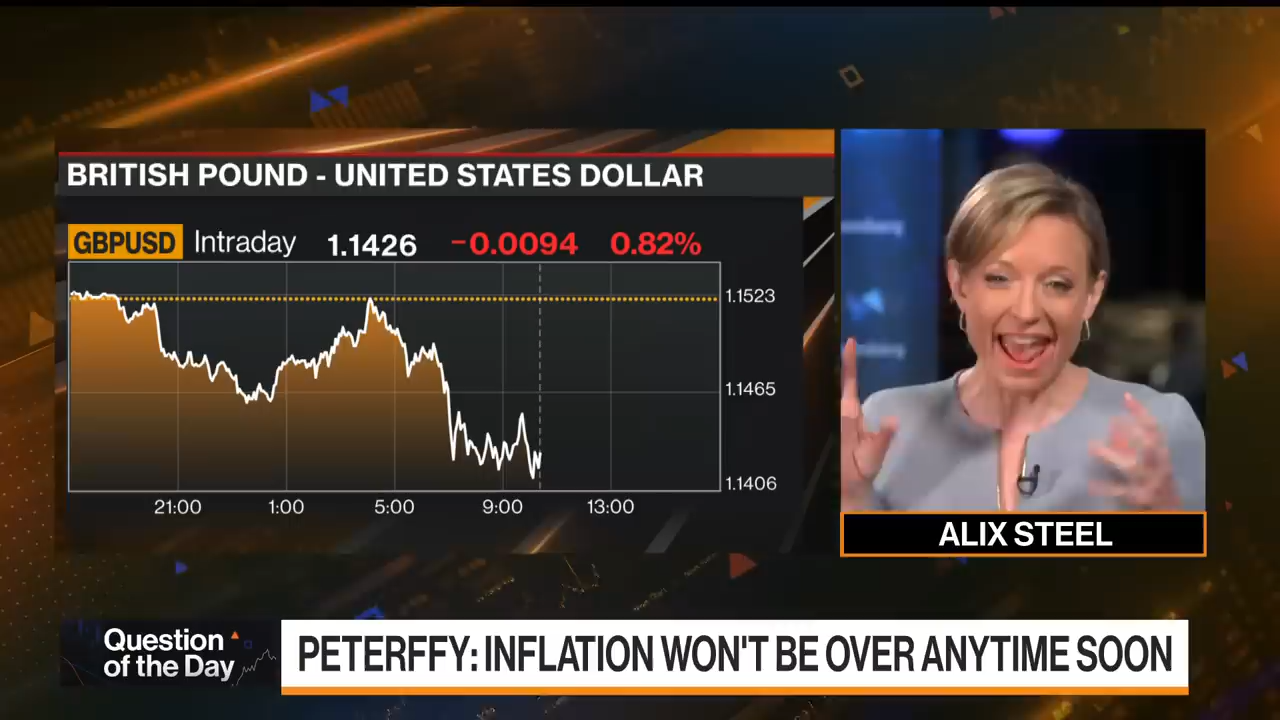 BRITISH POUND - UNITED STATES DOLLAR
GBPUSD Intraday 1.1426 -0.0094 0.82%
1.1523
1.1465
1.1406
21:00 1:00 5:00 9:00 13:00
ALIX STEEL
Question
of the Day
PETERFFY: INFLATION WON'T BE OVER ANYTIME SOON